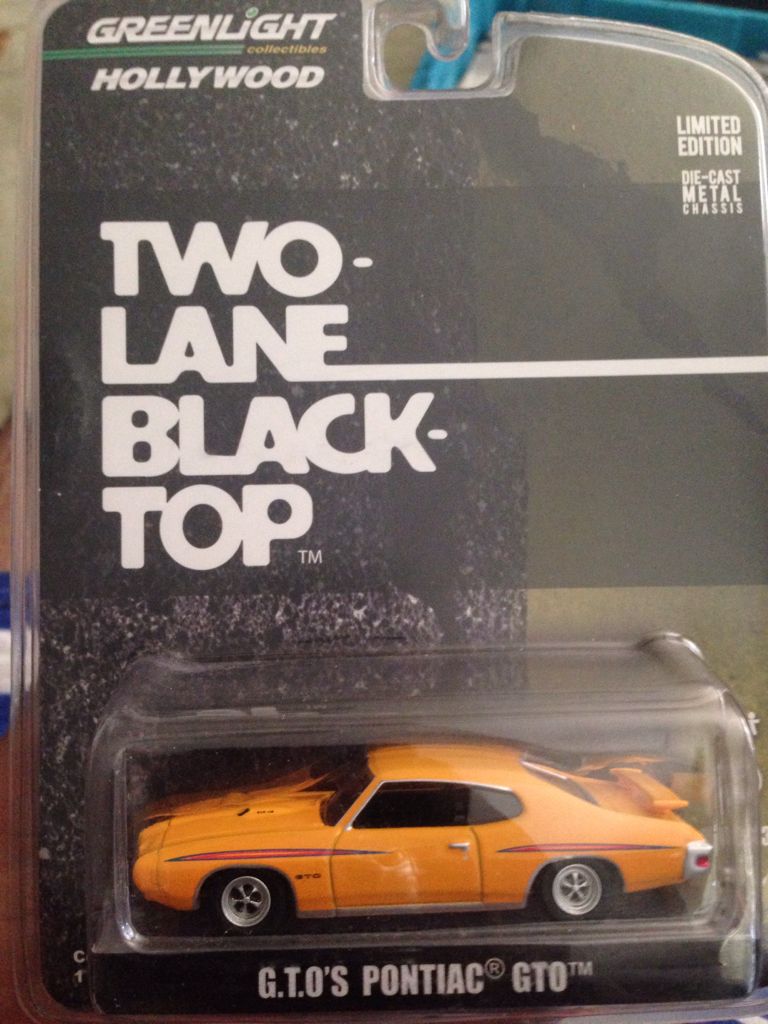 GREENLIGHT
collectibles
HOLLYWOOD
LIMITED
EDITION
DIE-CAST
METAL
CHASSIS
TWO-
LANE
BLACK-
TOP TM
GTO
G.T.O'S PONTIAC® GTO™